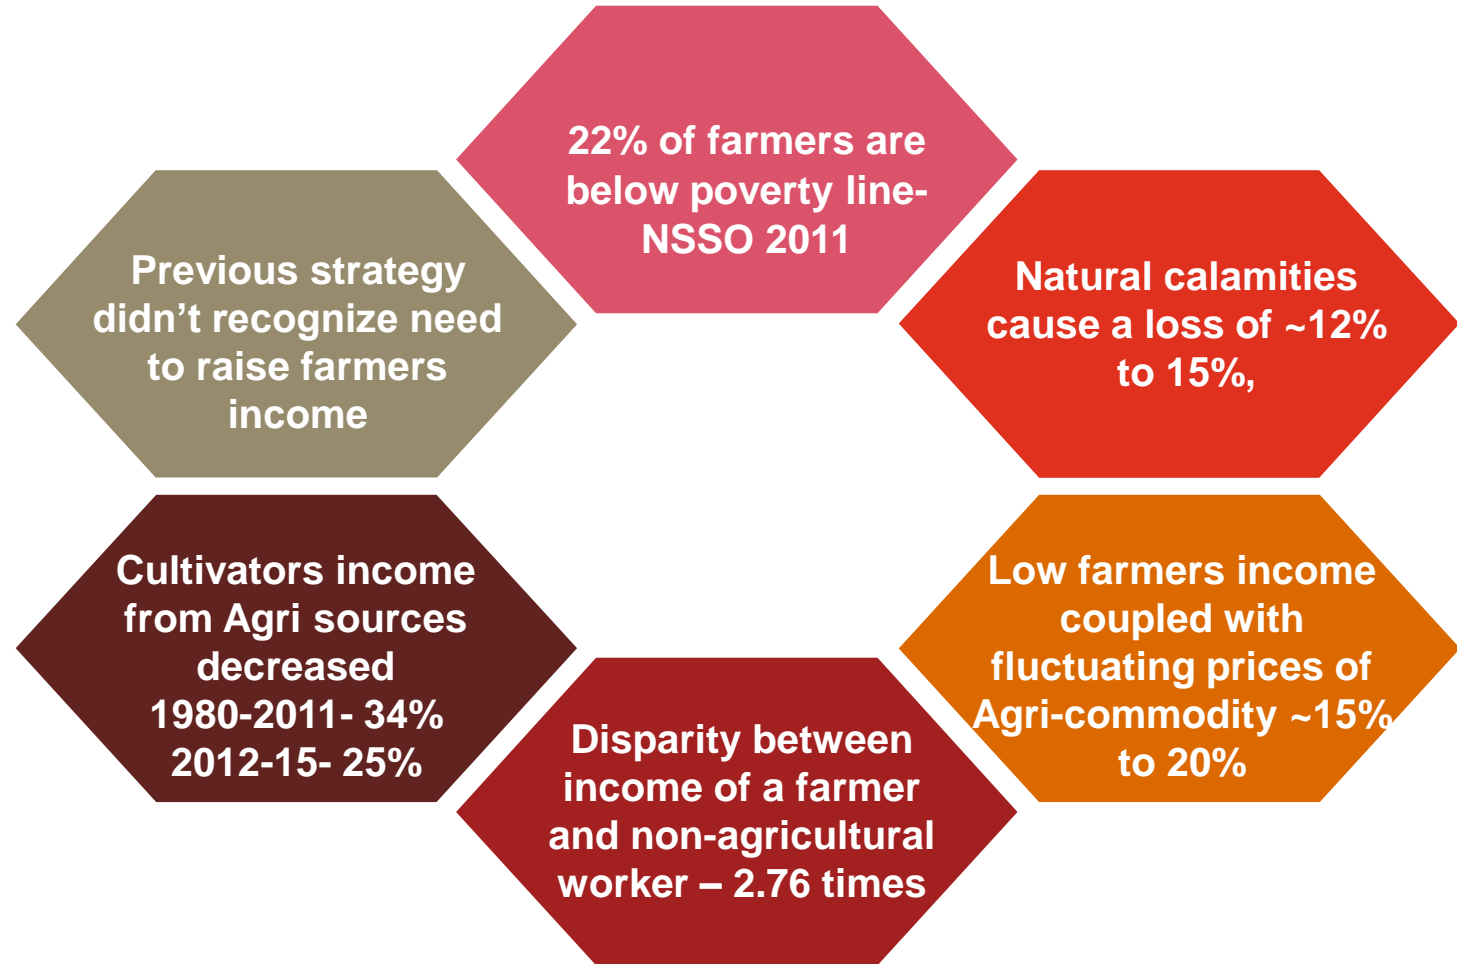 22% of farmers are
below poverty line-
NSSO 2011
Natural calamities
cause a loss of ~12%
to 15%,
Low farmers income
coupled with
fluctuating prices of
Agri-commodity ~15%
to 20%
Disparity between
income of a farmer
and non-agricultural
worker – 2.76 times
Cultivators income
from Agri sources
decreased
1980-2011- 34%
2012-15- 25%
Previous strategy
didn’t recognize need
to raise farmers
income